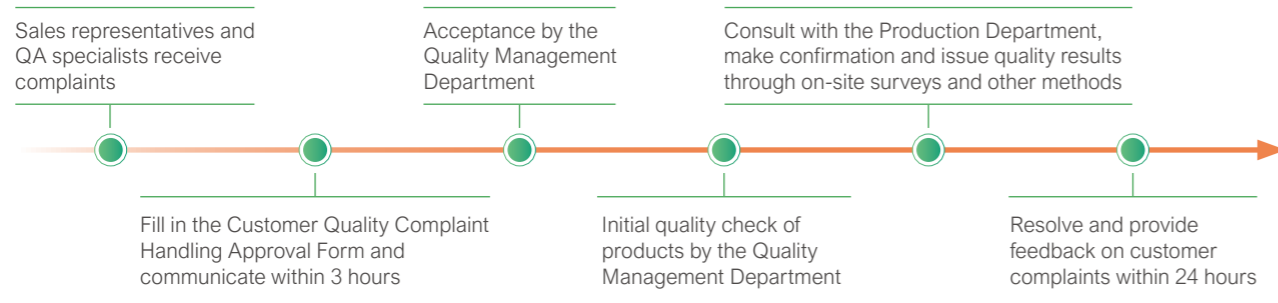 Sales representatives and
QA specialists receive
complaints
Fill in the Customer Quality Complaint
Handling Approval Form and
communicate within 3 hours
Acceptance by the
Quality Management
Department
Initial quality check of
products by the Quality
Management Department
Consult with the Production Department,
make confirmation and issue quality results
through on-site surveys and other methods
Resolve and provide
feedback on customer
complaints within 24 hours